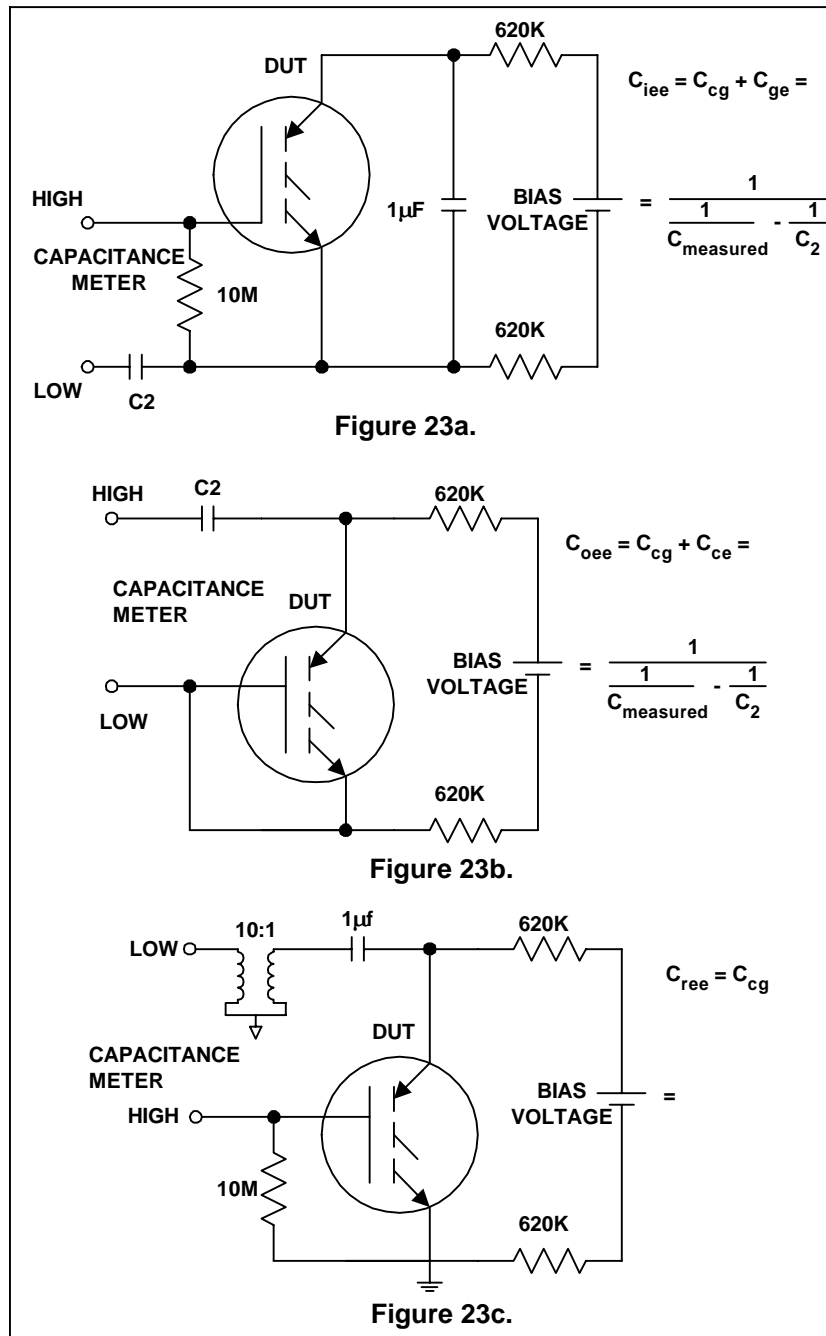 620K
DUT
C_iee = C_cg + C_ge =
HIGH
1µF
BIAS
VOLTAGE
= 1 / (1/C_measured - 1/C_2)
CAPACITANCE
METER
10M
620K
LOW
C2
Figure 23a.
HIGH
C2
620K
C_oee = C_cg + C_ce =
CAPACITANCE
METER
DUT
BIAS
VOLTAGE
= 1 / (1/C_measured - 1/C_2)
LOW
620K
Figure 23b.
10:1
1µf
620K
LOW
C_ree = C_cg
DUT
CAPACITANCE
METER
BIAS
VOLTAGE
=
HIGH
10M
620K
Figure 23c.